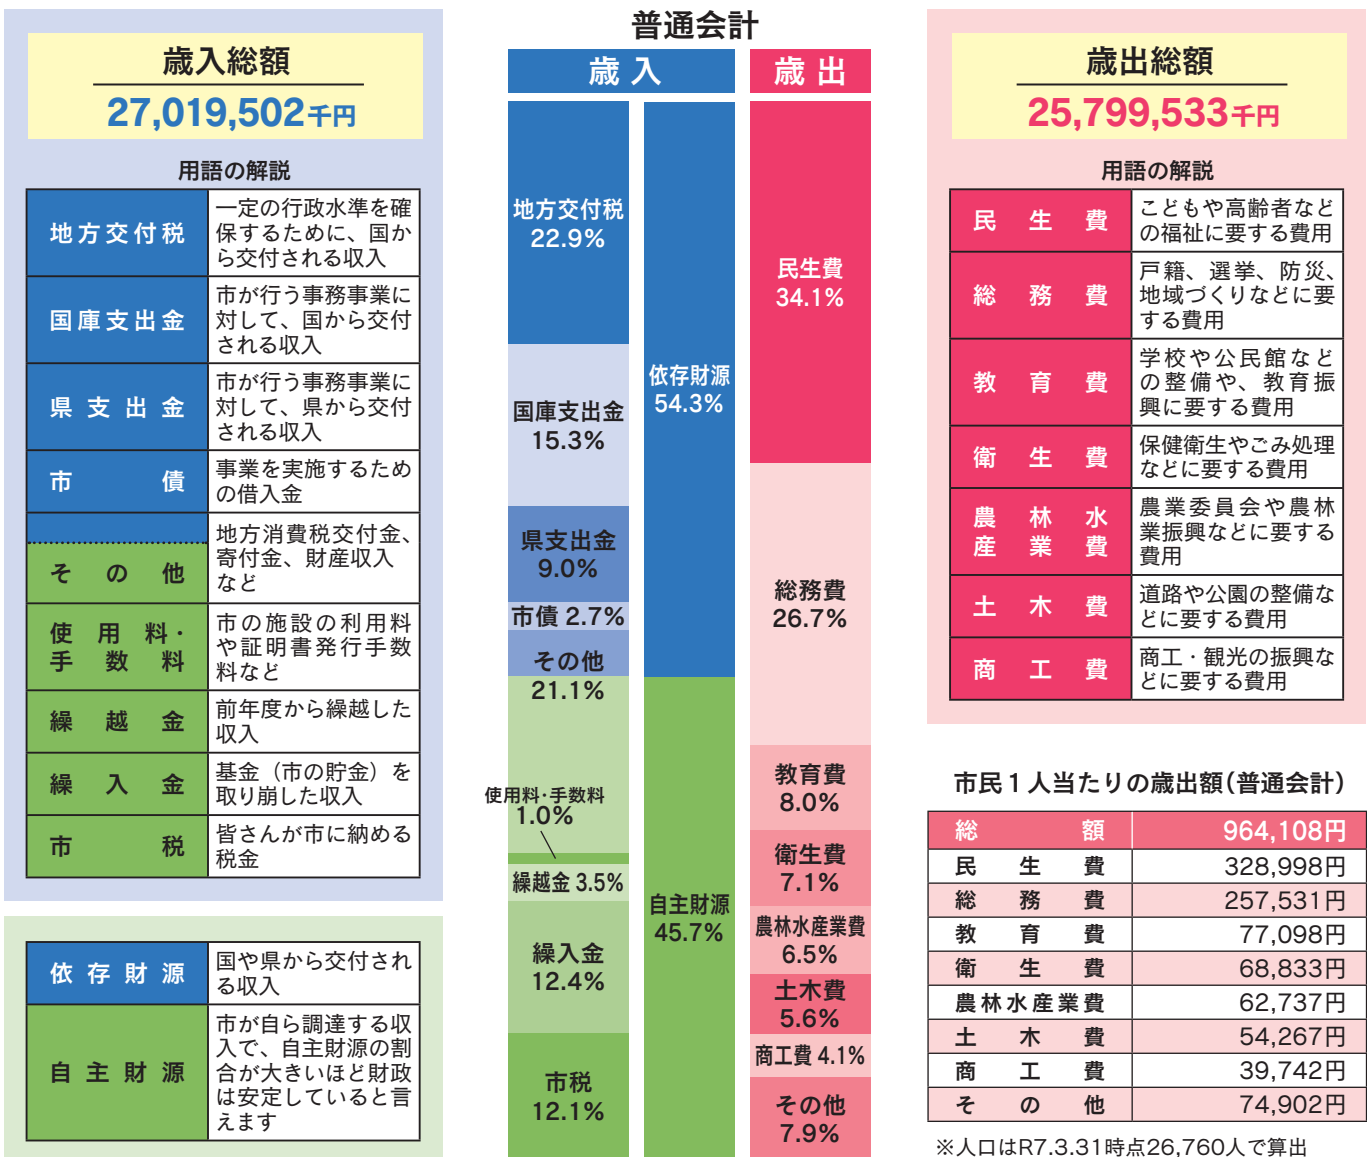 歳入総額
27,019,502千円
用語の解説
地方交付税
一定の行政水準を確
保するために、国か
ら交付される収入
国庫支出金
市が行う事務事業に
対して、国から交付
される収入
県支出金
市が行う事務事業に
対して、県から交付
される収入
市債
事業を実施するため
の借入金
その他
地方消費税交付金、
寄付金、財産収入
など
使用料・
手数料
市の施設の利用料
や証明書発行手数
料など
繰越金
前年度から繰越した
収入
繰入金
基金（市の貯金）を
取り崩した収入
市税
皆さんが市に納める
税金
依存財源
国や県から交付され
る収入
自主財源
市が自ら調達する収
入で、自主財源の割
合が大きいほど財政
は安定していると言
えます
普通会計
歳入
地方交付税
22.9%
国庫支出金
15.3%
県支出金
9.0%
市債 2.7%
その他
21.1%
使用料・手数料
1.0%
繰越金 3.5%
繰入金
12.4%
市税
12.1%
依存財源
54.3%
自主財源
45.7%
歳出
民生費
34.1%
総務費
26.7%
教育費
8.0%
衛生費
7.1%
農林水産業費
6.5%
土木費
5.6%
商工費 4.1%
その他
7.9%
歳出総額
25,799,533千円
用語の解説
民生費
こどもや高齢者など
の福祉に要する費用
総務費
戸籍、選挙、防災、
地域づくりなどに要
する費用
教育費
学校や公民館など
の整備や、教育振
興に要する費用
衛生費
保健衛生やごみ処理
などに要する費用
農林水
産業費
農業委員会や農林
業振興などに要する
費用
土木費
道路や公園の整備な
どに要する費用
商工費
商工・観光の振興な
どに要する費用
市民１人当たりの歳出額（普通会計）
総額 964,108円
民生費 328,998円
総務費 257,531円
教育費 77,098円
衛生費 68,833円
農林水産業費 62,737円
土木費 54,267円
商工費 39,742円
その他 74,902円
※人口はR7.3.31時点26,760人で算出